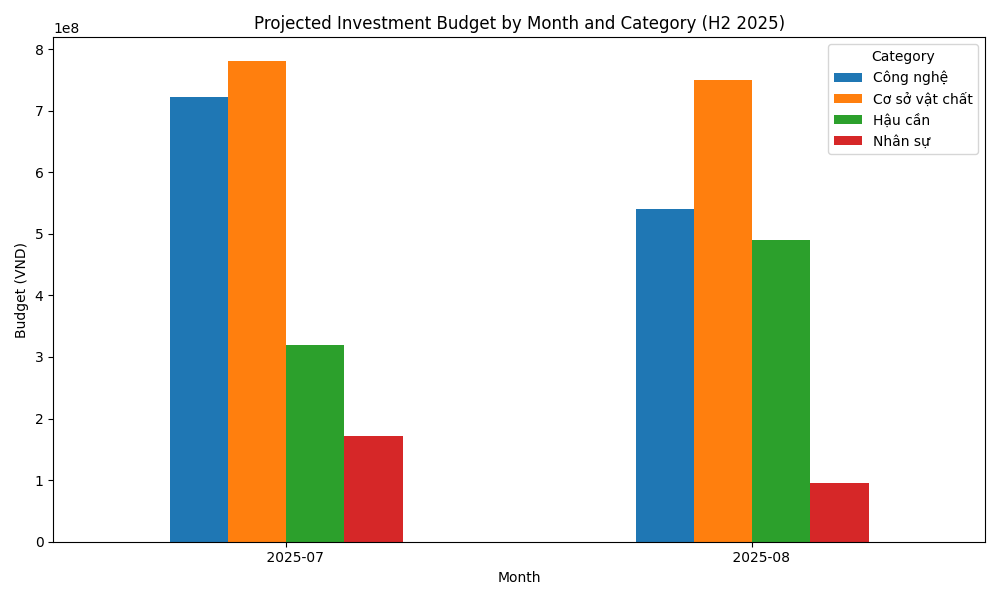 Projected Investment Budget by Month and Category (H2 2025)
1e8
8
7
6
5
4
3
2
1
0
Budget (VND)
Category
Công nghệ
Cơ sở vật chất
Hậu cần
Nhân sự
2025-07
2025-08
Month